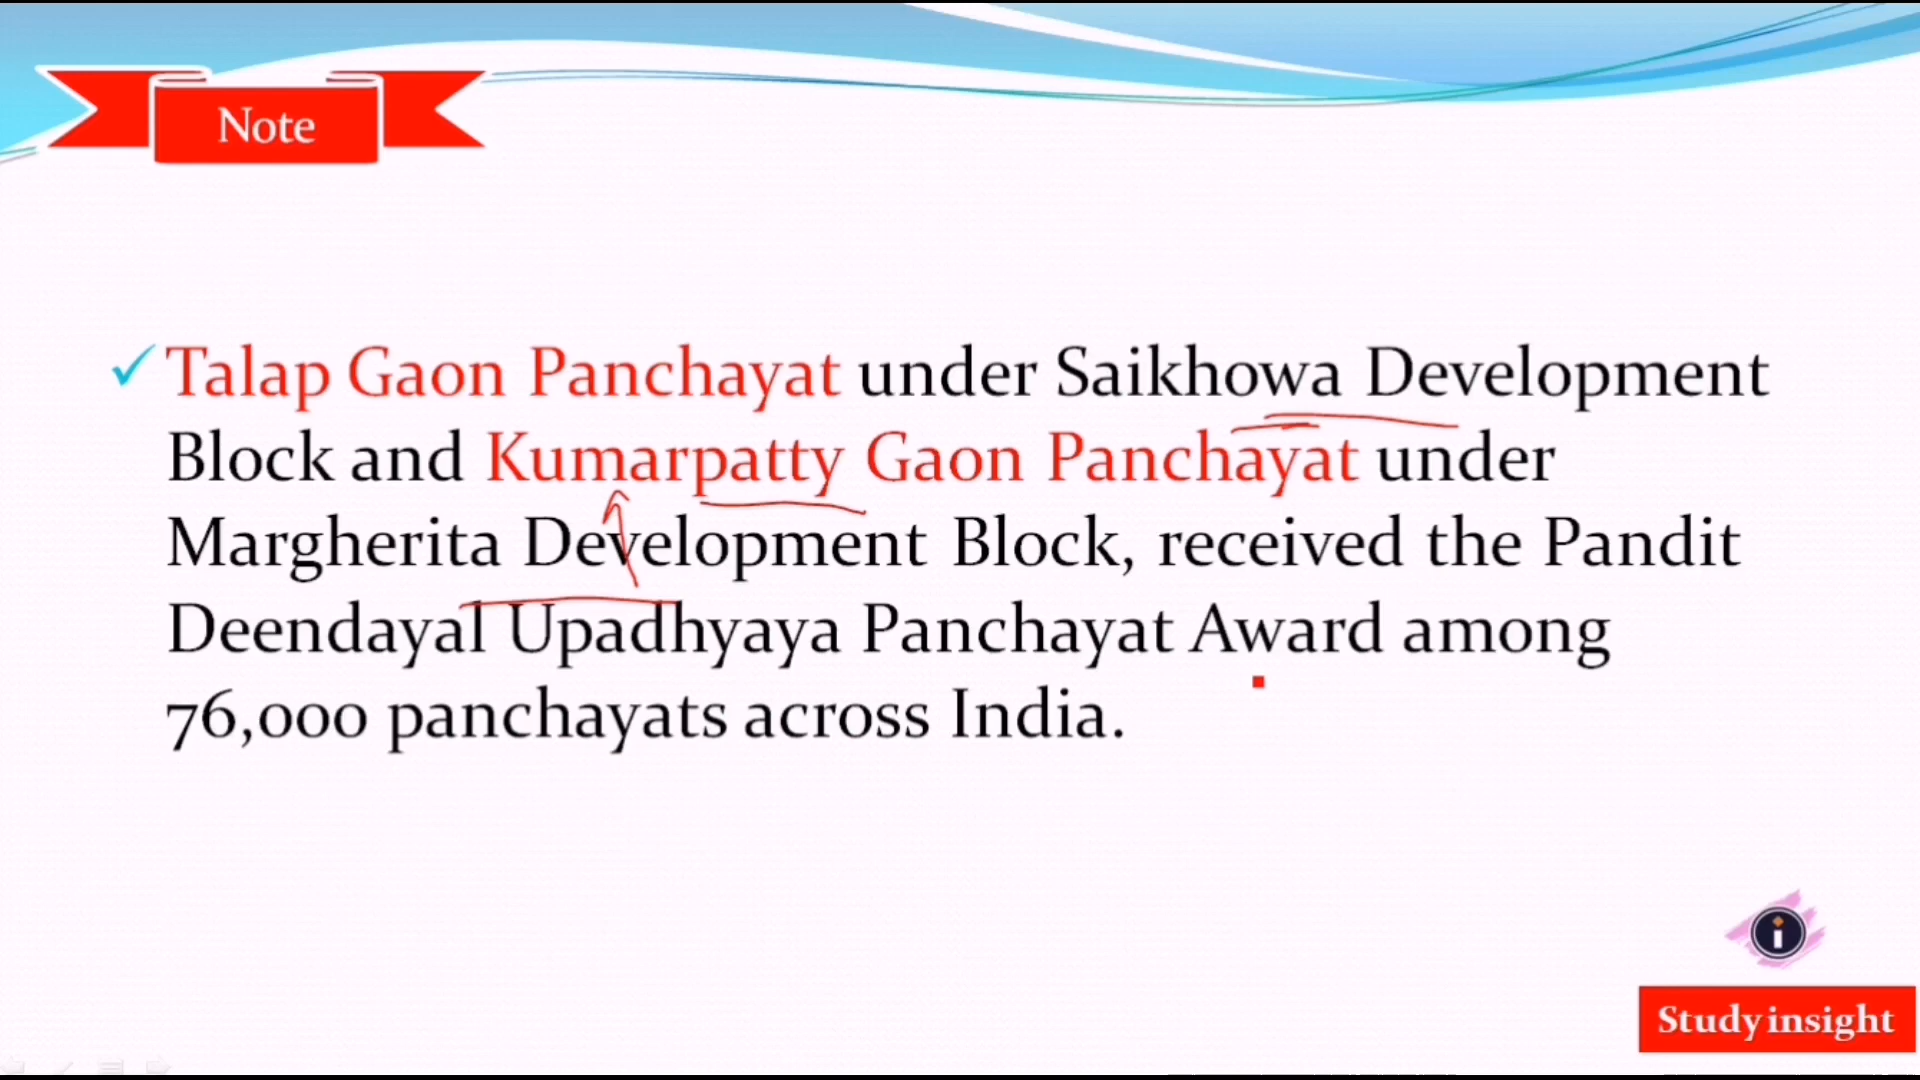 Note
Talap Gaon Panchayat under Saikhowa Development
Block and Kumarpatty Gaon Panchayat under
Margherita Development Block, received the Pandit
Deendayal Upadhyaya Panchayat Award among
76,000 panchayats across India.
i
Study insight